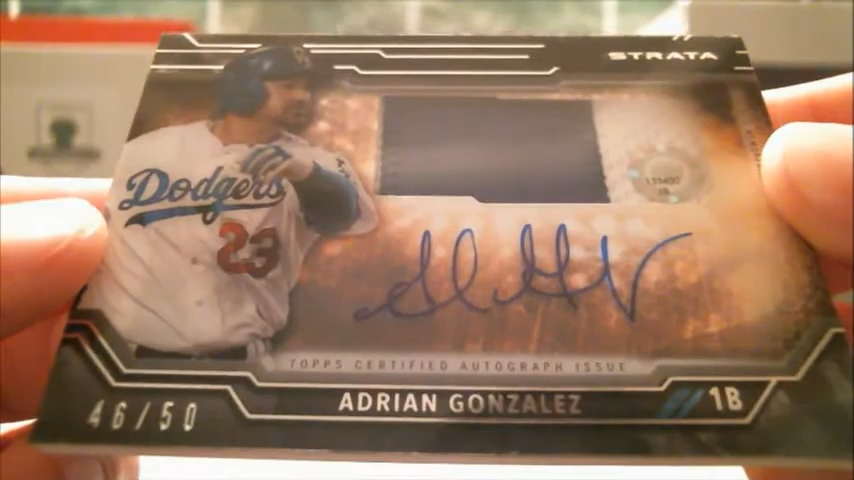 STRATA
Dodgers
23
TOPPS CERTIFIED AUTOGRAPH ISSUE
46/50
ADRIAN GONZALEZ
1B